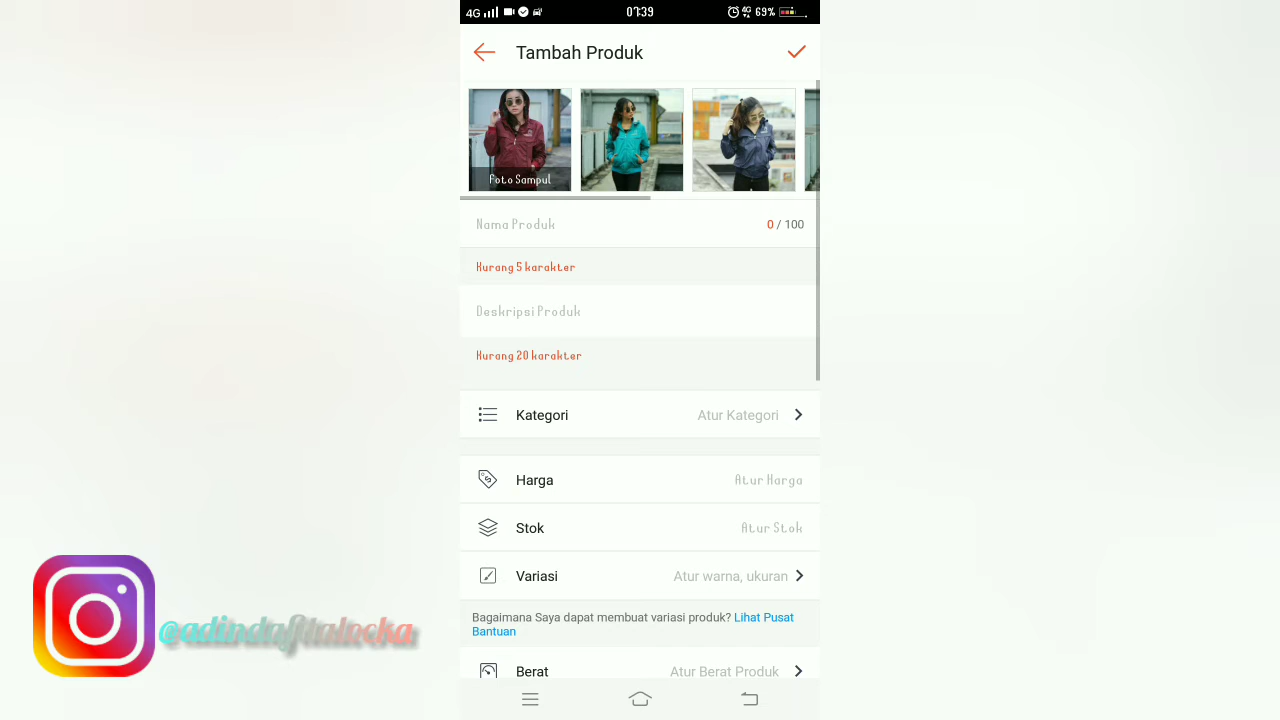 4G 07:39 4G 69%
Tambah Produk
Foto Sampul
Nama Produk 0 / 100
Kurang 5 karakter
Deskripsi Produk
Kurang 20 karakter
Kategori Atur Kategori
Harga Atur Harga
Stok Atur Stok
Variasi Atur warna, ukuran
Bagaimana Saya dapat membuat variasi produk? Lihat Pusat
Bantuan
Berat Atur Berat Produk